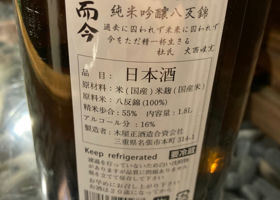 而今
純米吟醸八反錦
過去に囚われず未来に囚われず
今をただ精一杯生きる
杜氏 大西唯克
品目：日本酒
原材料：米(国産)米麹(国産米)
原料米：八反錦(100%)
精米歩合：55% 内容量：1.8L
アルコール分：16%
製造者：木屋正酒造合資会社
三重県名張市本町314-1
Keep refrigerated
要冷蔵